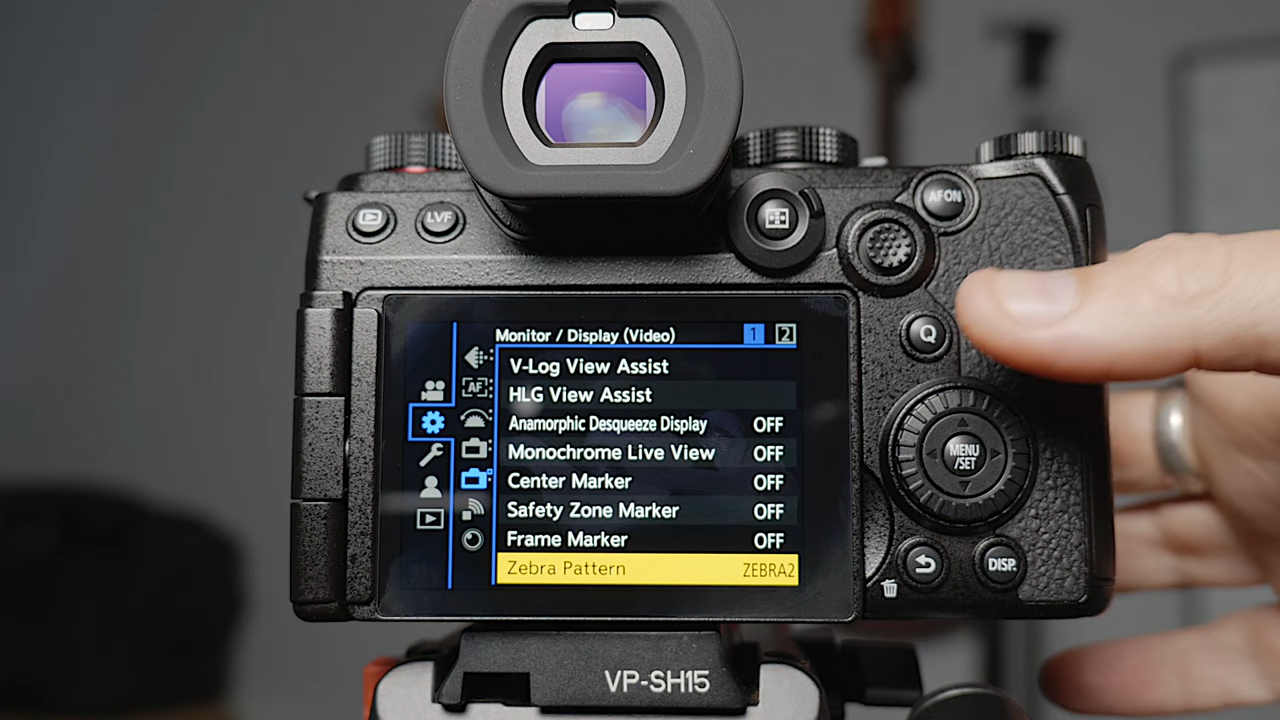 LVF
AF ON
Q
Monitor / Display (Video) 1 2
V-Log View Assist
HLG View Assist
Anamorphic Desqueeze Display OFF
Monochrome Live View OFF
Center Marker OFF
Safety Zone Marker OFF
Frame Marker OFF
Zebra Pattern ZEBRA2
AF
MENU
/SET
DISP.
VP-SH15